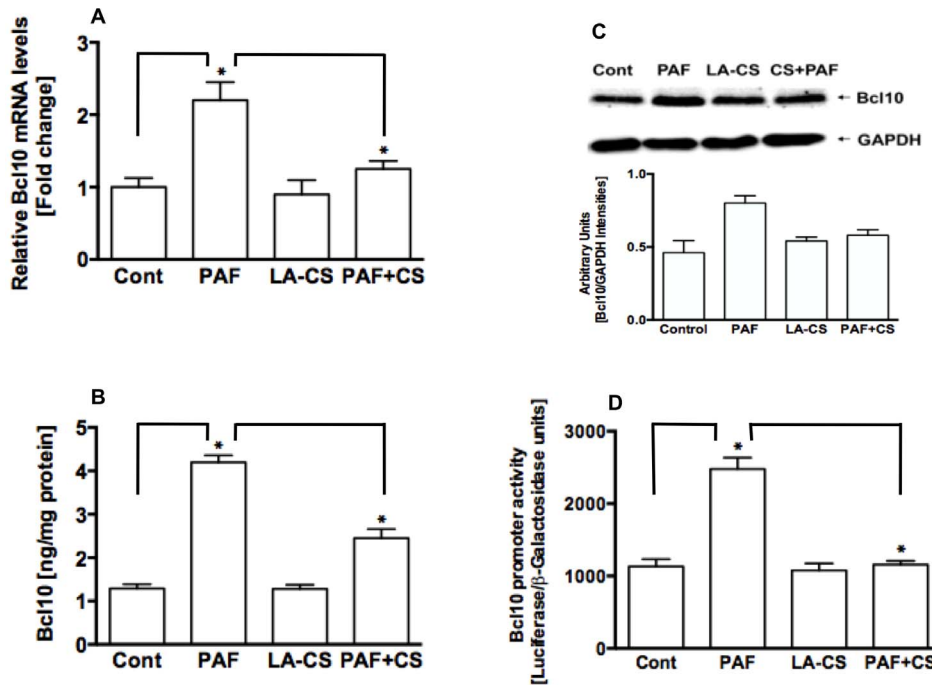 A
Relative Bcl10 mRNA levels
[Fold change]
3
2
1
0
*
*
Cont PAF LA-CS PAF+CS
C
Cont PAF LA-CS CS+PAF
← Bcl10
← GAPDH
Arbitrary Units
[Bcl10/GAPDH Intensities]
1.0
0.5
0.0
Control PAF LA-CS PAF+CS
B
Bcl10 [ng/mg protein]
5
4
3
2
1
0
*
*
Cont PAF LA-CS PAF+CS
D
Bcl10 promoter activity
[Luciferase/β-Galactosidase units]
3000
2000
1000
0
*
*
Cont PAF LA-CS PAF+CS